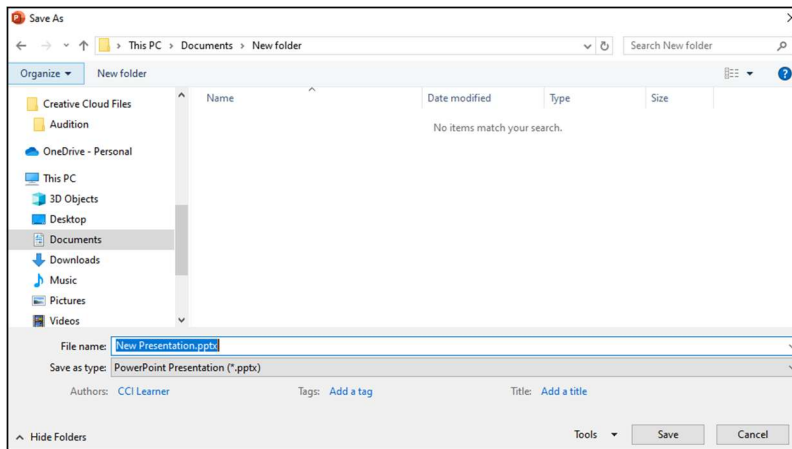 Save As
This PC > Documents > New folder
Search New folder
Organize
New folder
Name
Date modified
Type
Size
No items match your search.
Creative Cloud Files
Audition
OneDrive - Personal
This PC
3D Objects
Desktop
Documents
Downloads
Music
Pictures
Videos
File name: New Presentation.pptx
Save as type: PowerPoint Presentation (*.pptx)
Authors: CCI Learner Tags: Add a tag Title: Add a title
Hide Folders
Tools Save Cancel